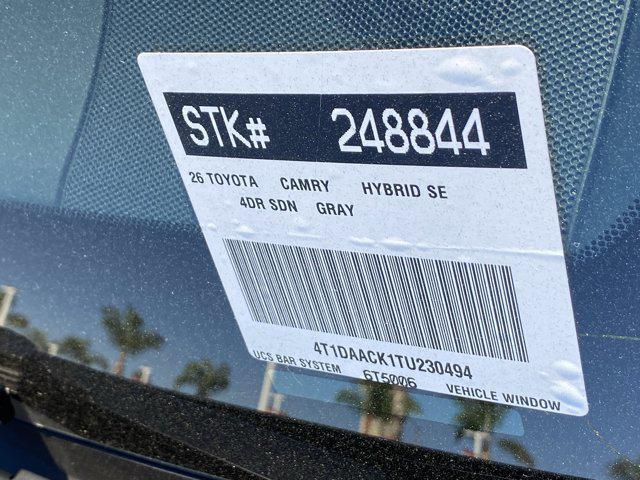 STK# 248844
26 TOYOTA CAMRY HYBRID SE
4DR SDN GRAY
4T1DAACK1TU230494
UCS BAR SYSTEM 6T5006 VEHICLE WINDOW